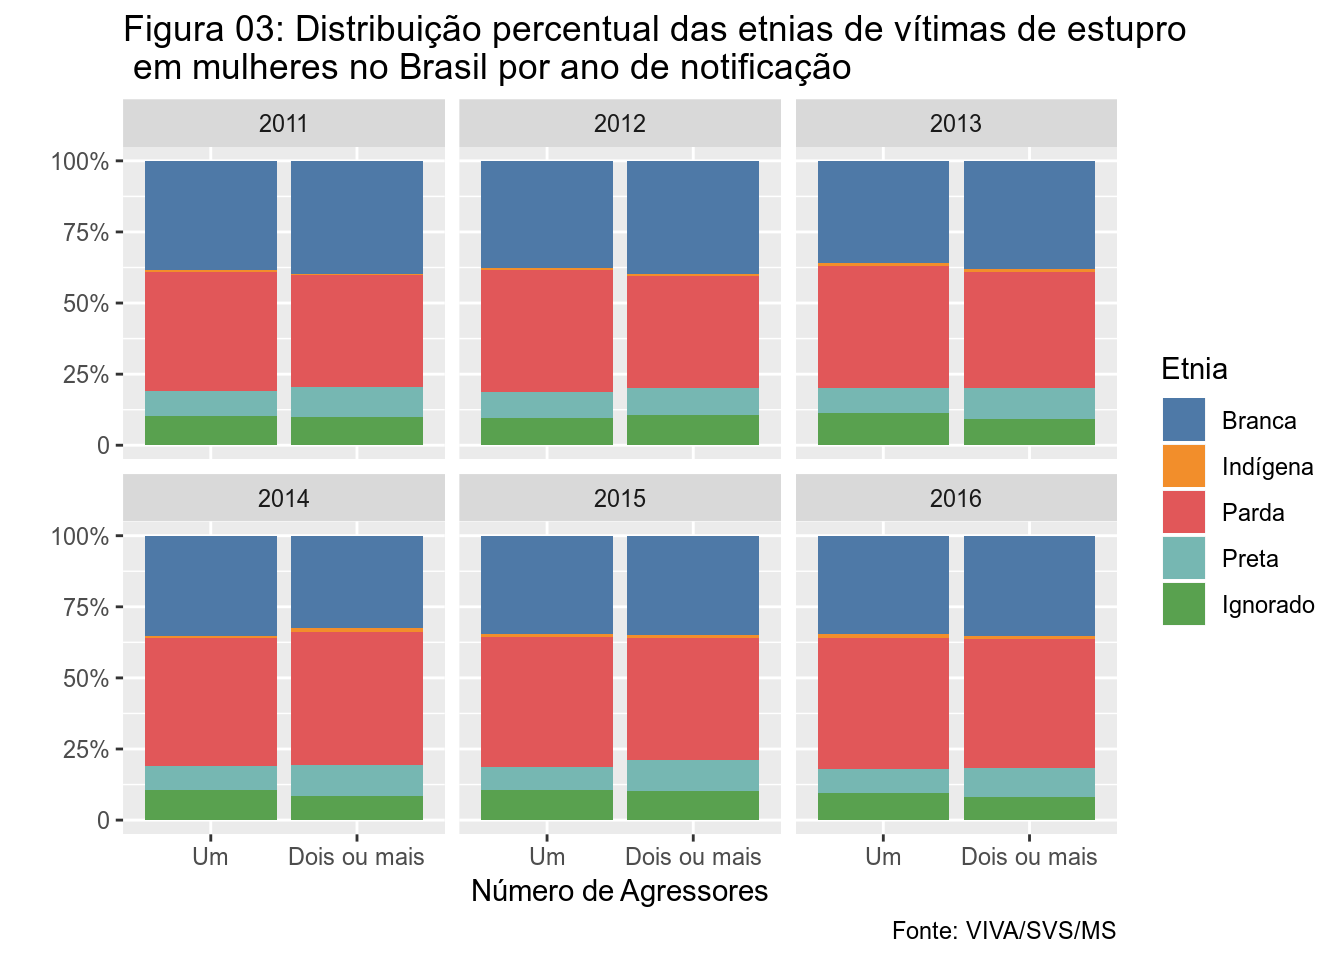 Figura 03: Distribuição percentual das etnias de vítimas de estupro
em mulheres no Brasil por ano de notificação
2011
2012
2013
100%
75%
50%
25%
0
2014
2015
2016
100%
75%
50%
25%
0
Um
Dois ou mais
Um
Dois ou mais
Um
Dois ou mais
Número de Agressores
Etnia
Branca
Indígena
Parda
Preta
Ignorado
Fonte: VIVA/SVS/MS